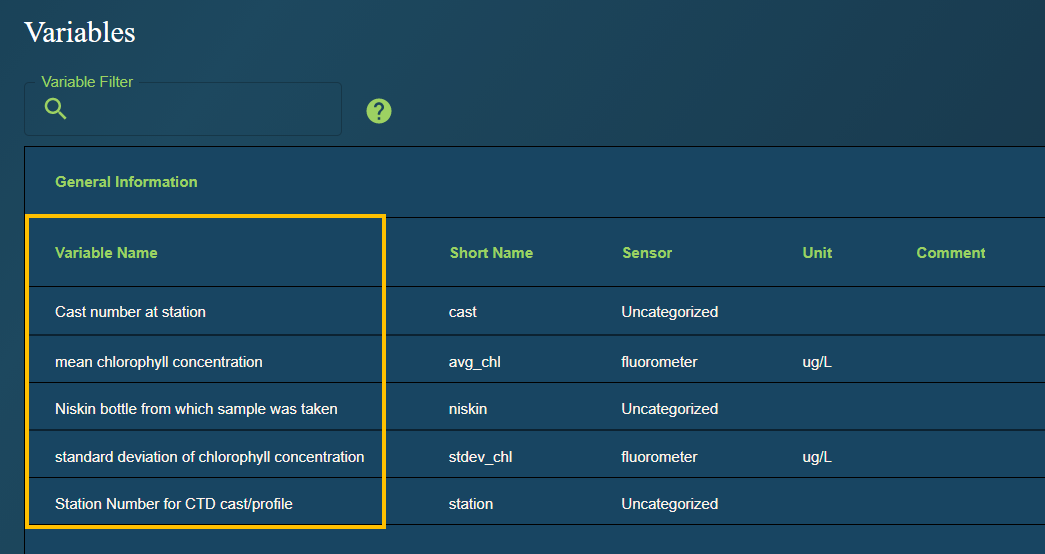 Variables
Variable Filter
General Information
Variable Name Short Name Sensor Unit Comment
Cast number at station cast Uncategorized
mean chlorophyll concentration avg_chl fluorometer ug/L
Niskin bottle from which sample was taken niskin Uncategorized
standard deviation of chlorophyll concentration stdev_chl fluorometer ug/L
Station Number for CTD cast/profile station Uncategorized